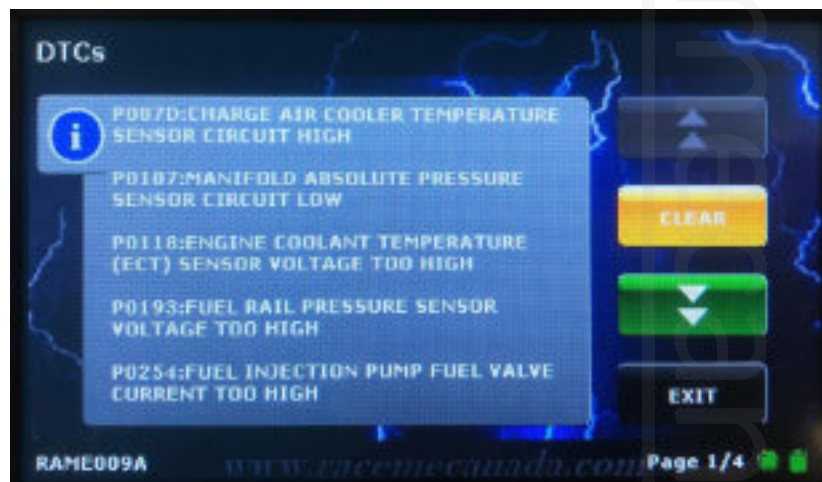 DTCs
P007D:CHARGE AIR COOLER TEMPERATURE
SENSOR CIRCUIT HIGH
P0107:MANIFOLD ABSOLUTE PRESSURE
SENSOR CIRCUIT LOW
P0118:ENGINE COOLANT TEMPERATURE
(ECT) SENSOR VOLTAGE TOO HIGH
P0193:FUEL RAIL PRESSURE SENSOR
VOLTAGE TOO HIGH
P0254:FUEL INJECTION PUMP FUEL VALVE
CURRENT TOO HIGH
CLEAR
EXIT
RAME009A
www.racemecanada.com
Page 1/4